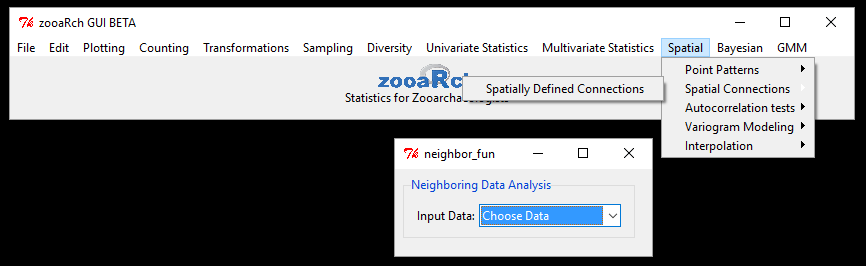 zooaRch GUI BETA
File Edit Plotting Counting Transformations Sampling Diversity Univariate Statistics Multivariate Statistics Spatial Bayesian GMM
Point Patterns
zooaRch
Spatially Defined Connections
Spatial Connections
Statistics for Zooarchaeologists
Autocorrelation tests
Variogram Modeling
Interpolation
neighbor_fun
Neighboring Data Analysis
Input Data: Choose Data